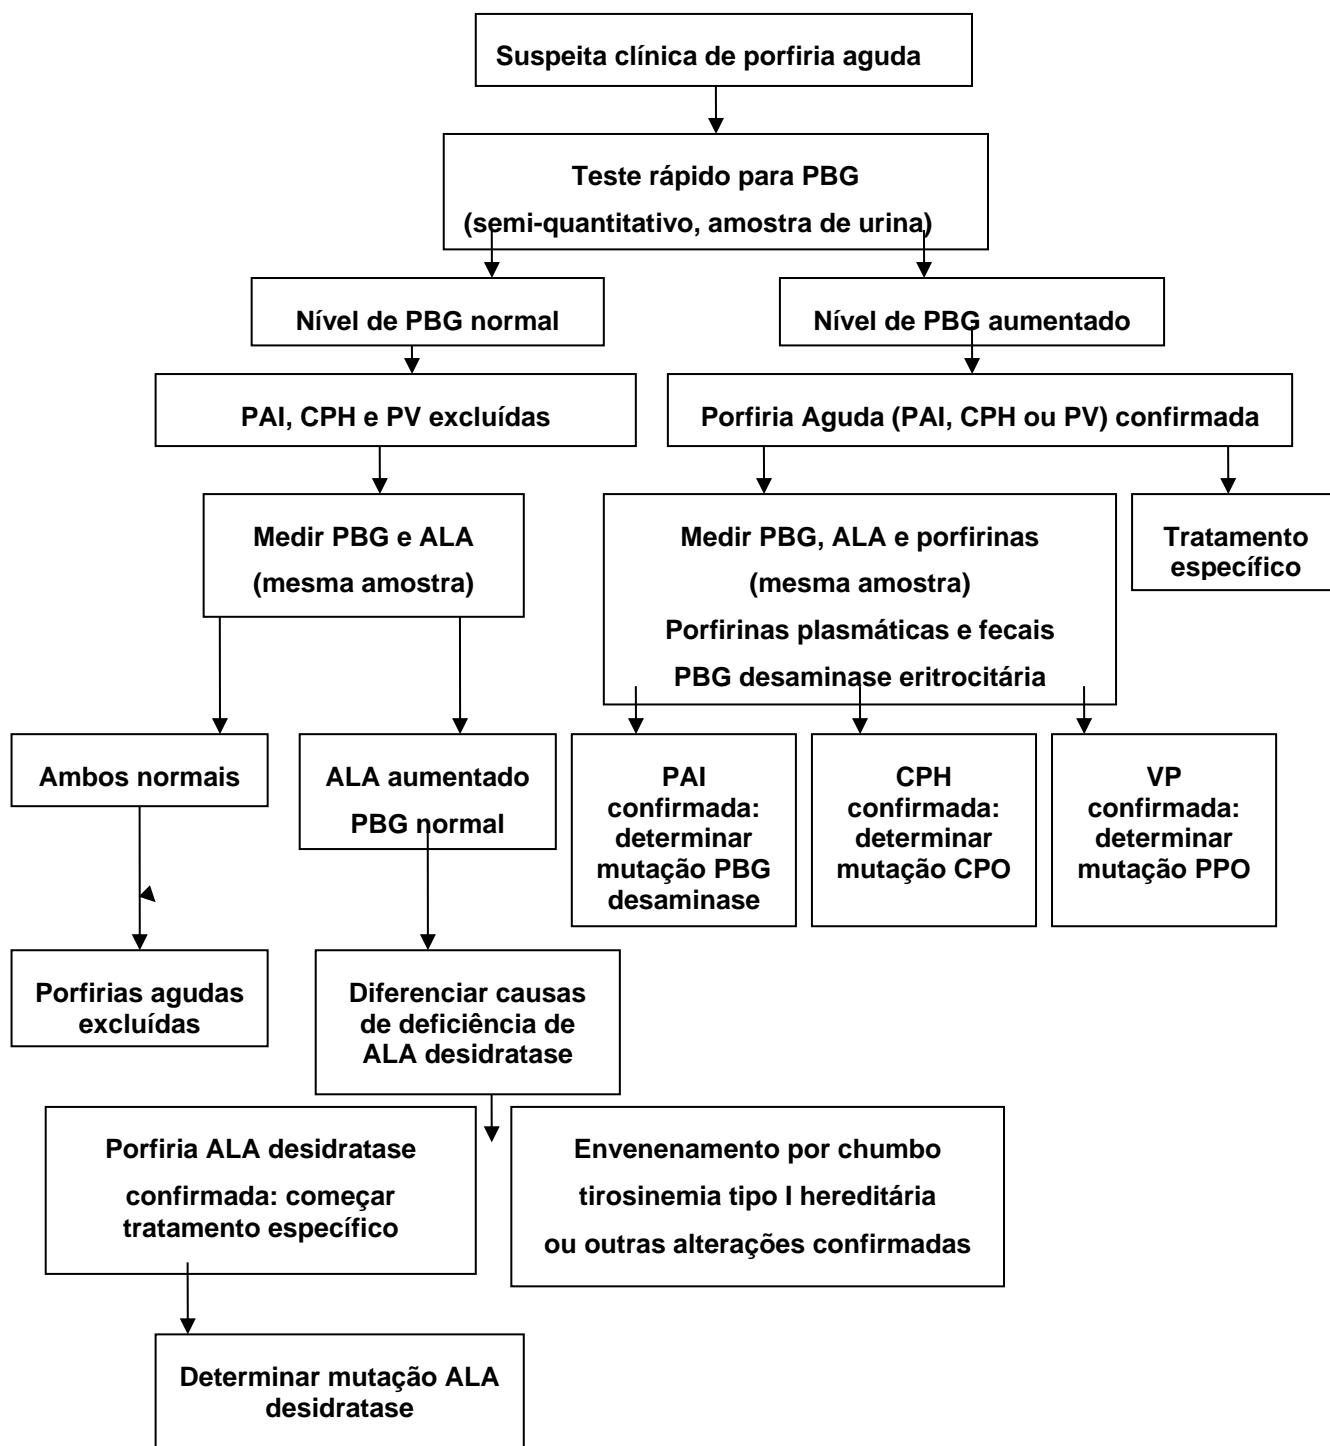 Suspeita clínica de porfiria aguda
Teste rápido para PBG
(semi-quantitativo, amostra de urina)
Nível de PBG normal
Nível de PBG aumentado
PAI, CPH e PV excluídas
Porfiria Aguda (PAI, CPH ou PV) confirmada
Medir PBG e ALA
(mesma amostra)
Medir PBG, ALA e porfirinas
(mesma amostra)
Porfirinas plasmáticas e fecais
PBG desaminase eritrocitária
Tratamento
específico
Ambos normais
ALA aumentado
PBG normal
PAI
confirmada:
determinar
mutação PBG
desaminase
CPH
confirmada:
determinar
mutação CPO
VP
confirmada:
determinar
mutação PPO
Porfirias agudas
excluídas
Diferenciar causas
de deficiência de
ALA desidratase
Porfiria ALA desidratase
confirmada: começar
tratamento específico
Envenenamento por chumbo
tirosinemia tipo I hereditária
ou outras alterações confirmadas
Determinar mutação ALA
desidratase